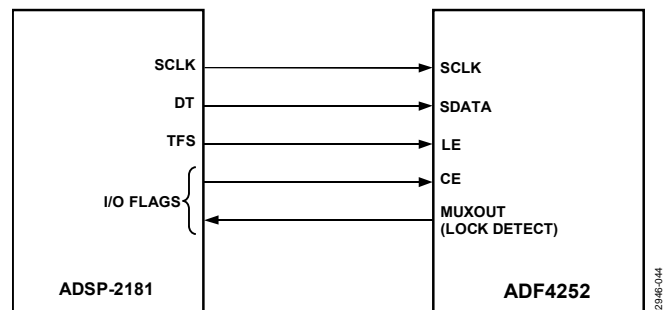 SCLK
SCLK
DT
SDATA
TFS
LE
CE
I/O FLAGS
MUXOUT
(LOCK DETECT)
ADSP-2181
ADF4252
2946-044